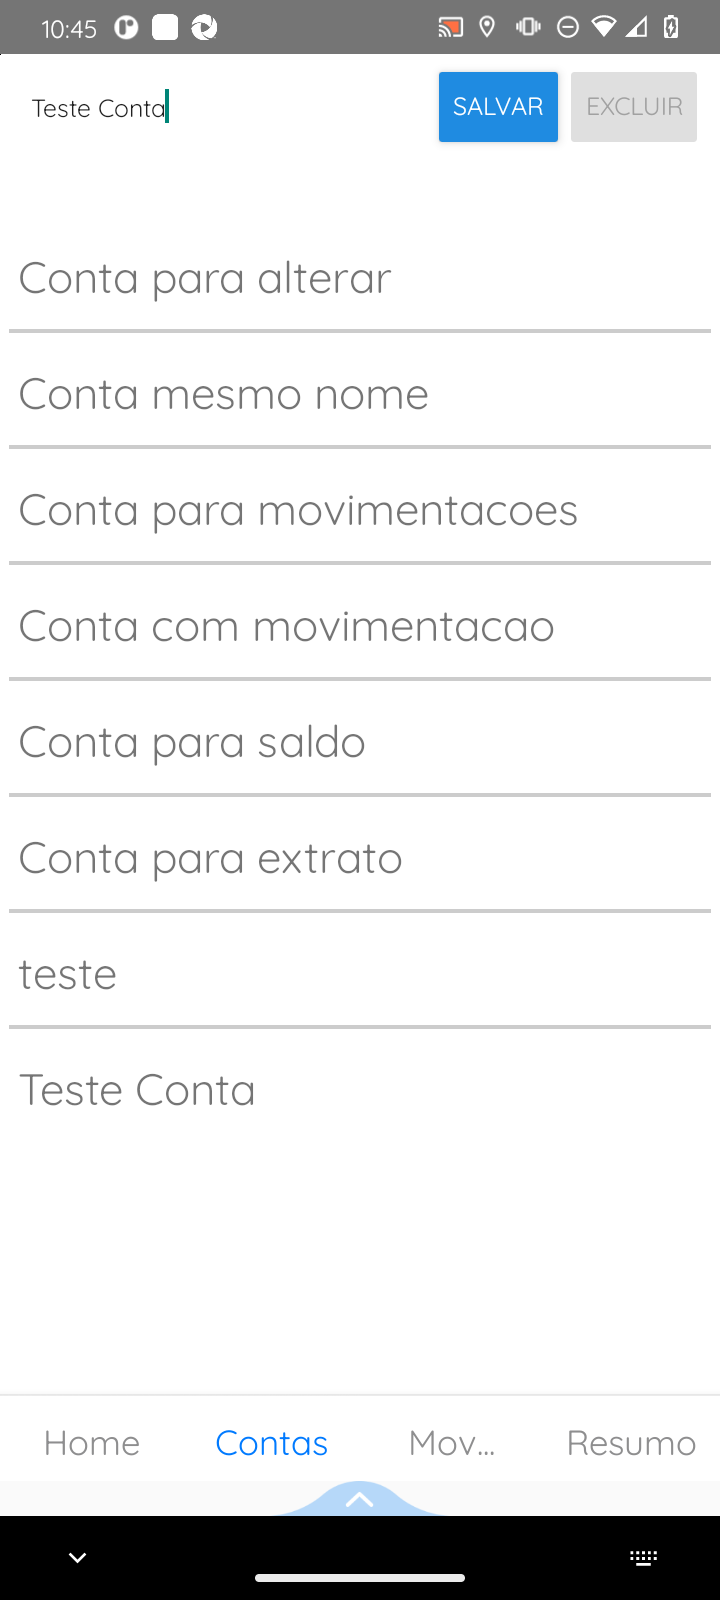 10:45
Teste Conta
SALVAR
EXCLUIR
Conta para alterar
Conta mesmo nome
Conta para movimentacoes
Conta com movimentacao
Conta para saldo
Conta para extrato
teste
Teste Conta
Home
Contas
Mov...
Resumo